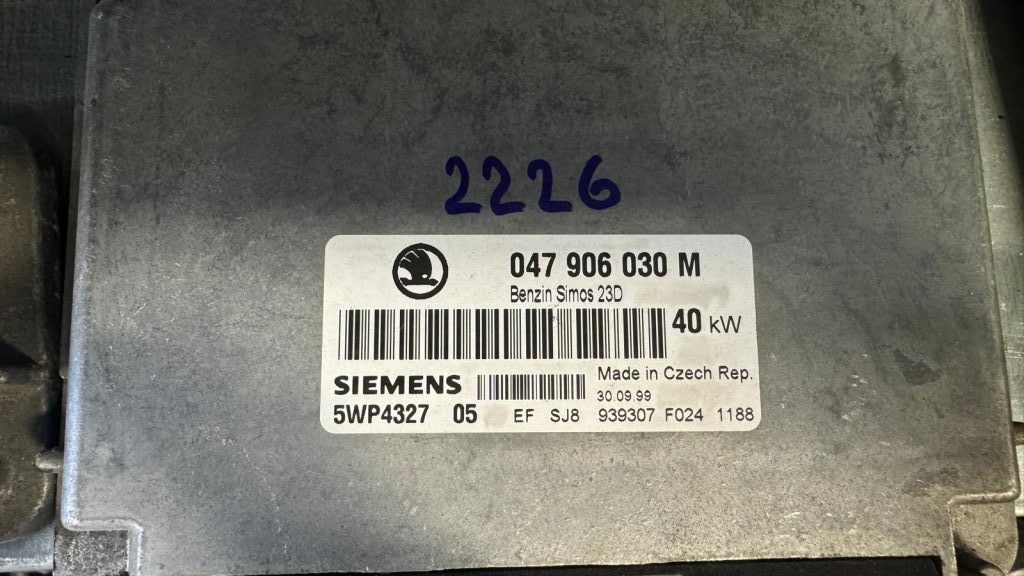 2226
047 906 030 M
Benzin Simos 23D
40 kW
SIEMENS Made in Czech Rep.
30.09.99
5WP4327 05 EF SJ8 939307 F024 1188